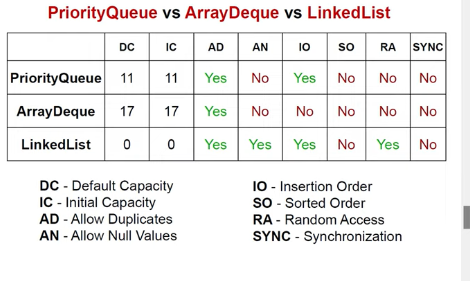 PriorityQueue vs ArrayDeque vs LinkedList
DC IC AD AN IO SO RA SYNC
PriorityQueue 11 11 Yes No Yes No No No
ArrayDeque 17 17 Yes No No No No No
LinkedList 0 0 Yes Yes Yes No Yes No
DC - Default Capacity
IC - Initial Capacity
AD - Allow Duplicates
AN - Allow Null Values
IO - Insertion Order
SO - Sorted Order
RA - Random Access
SYNC - Synchronization